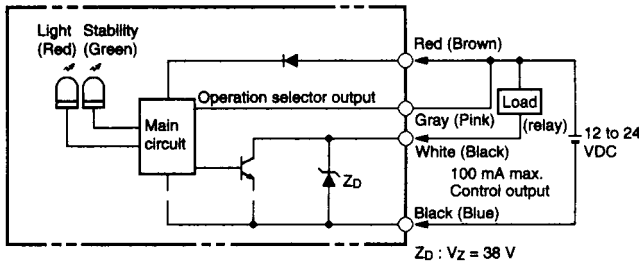 Light Stability
(Red) (Green)
Red (Brown)
Operation selector output
Load
Main
circuit
Gray (Pink)
(relay)
12 to 24
VDC
White (Black)
ZD
100 mA max.
Control output
Black (Blue)
ZD : VZ = 38 V